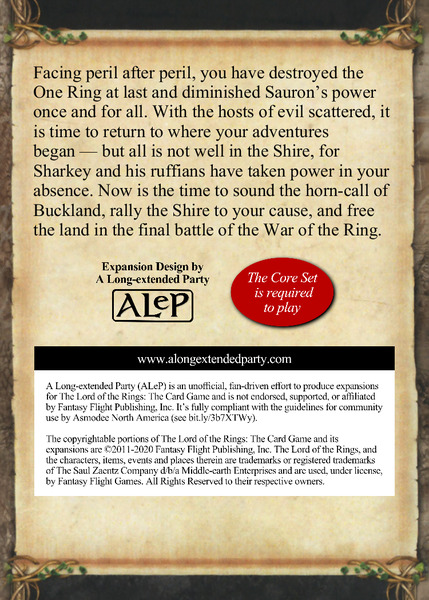 Facing peril after peril, you have destroyed the
One Ring at last and diminished Sauron's power
once and for all. With the hosts of evil scattered, it
is time to return to where your adventures
began — but all is not well in the Shire, for
Sharkey and his ruffians have taken power in your
absence. Now is the time to sound the horn-call of
Buckland, rally the Shire to your cause, and free
the land in the final battle of the War of the Ring.
Expansion Design by
A Long-extended Party
ALeP
The Core Set
is required
to play
www.alongextendedparty.com
A Long-extended Party (ALeP) is an unofficial, fan-driven effort to produce expansions
for The Lord of the Rings: The Card Game and is not endorsed, supported, or affiliated
by Fantasy Flight Publishing, Inc. It's fully compliant with the guidelines for community
use by Asmodee North America (see bit.ly/3b7XTWy).
The copyrightable portions of The Lord of the Rings: The Card Game and its
expansions are ©2011-2020 Fantasy Flight Publishing, Inc. The Lord of the Rings, and
the characters, items, events and places therein are trademarks or registered trademarks
of The Saul Zaentz Company d/b/a Middle-earth Enterprises and are used, under license,
by Fantasy Flight Games. All Rights Reserved to their respective owners.